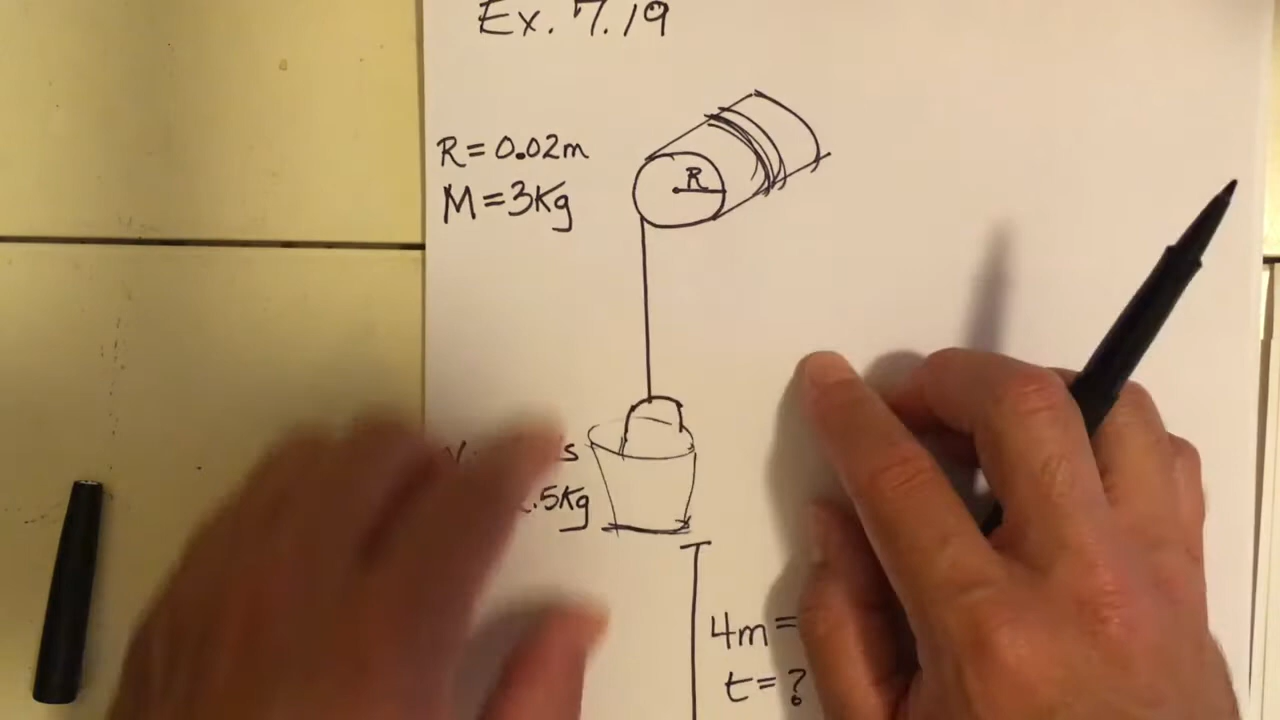 Ex. 7.19
R = 0.02m
M = 3Kg
R
s
.5Kg
4m =
t = ?